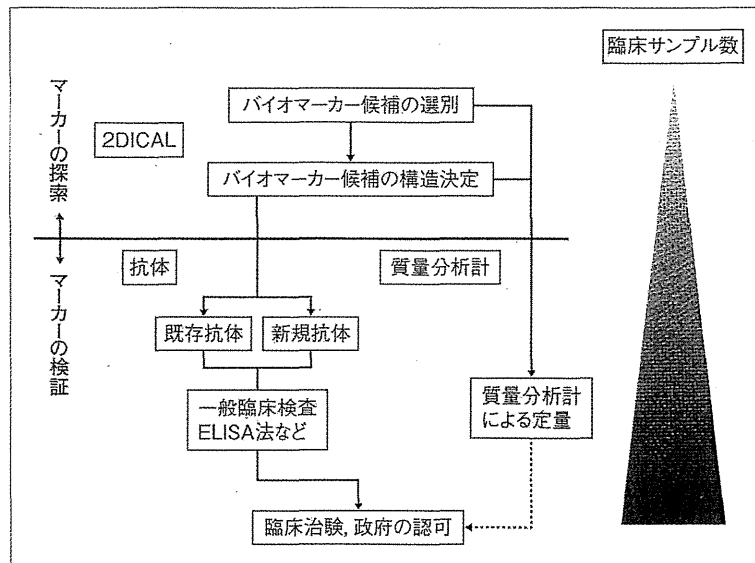 臨床サンプル数
マーカーの探索
2DICAL
バイオマーカー候補の選別
バイオマーカー候補の構造決定
マーカーの検証
抗体
質量分析計
既存抗体
新規抗体
一般臨床検査
ELISA法など
質量分析計
による定量
臨床治験,政府の認可